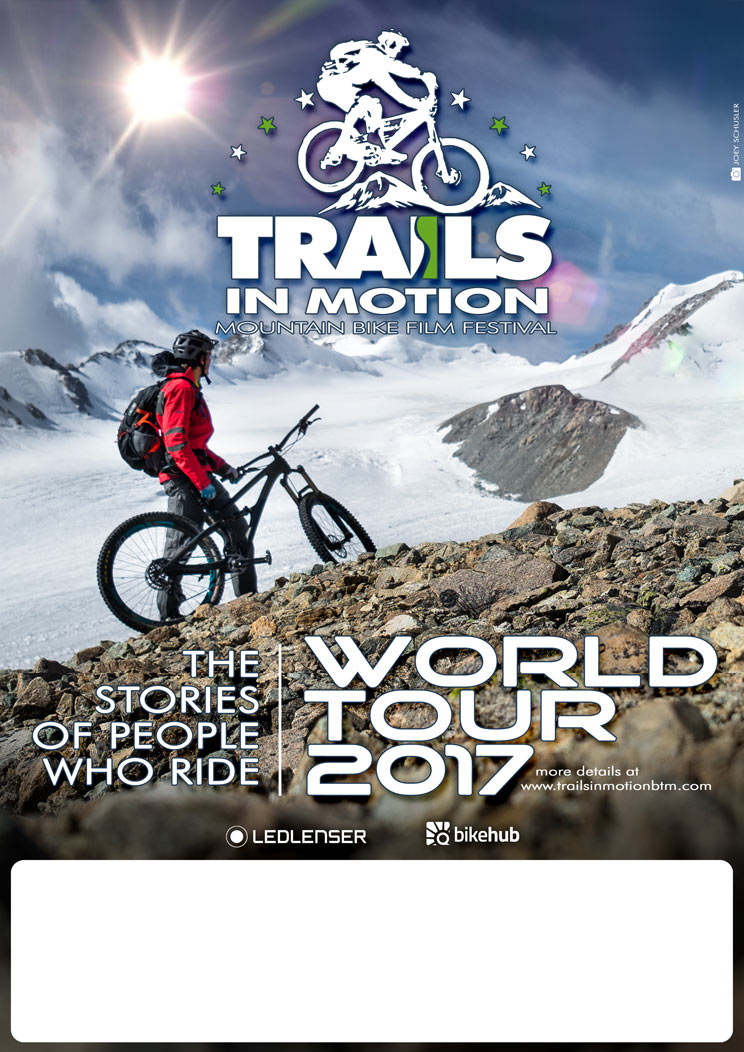 JOEY SCHUSLER
TRAILS
IN MOTION
MOUNTAIN BIKE FILM FESTIVAL
THE
STORIES
OF PEOPLE
WHO RIDE
WORLD
TOUR
2017
more details at
www.trailsinmotionbtm.com
LEDLENSER
bikehub